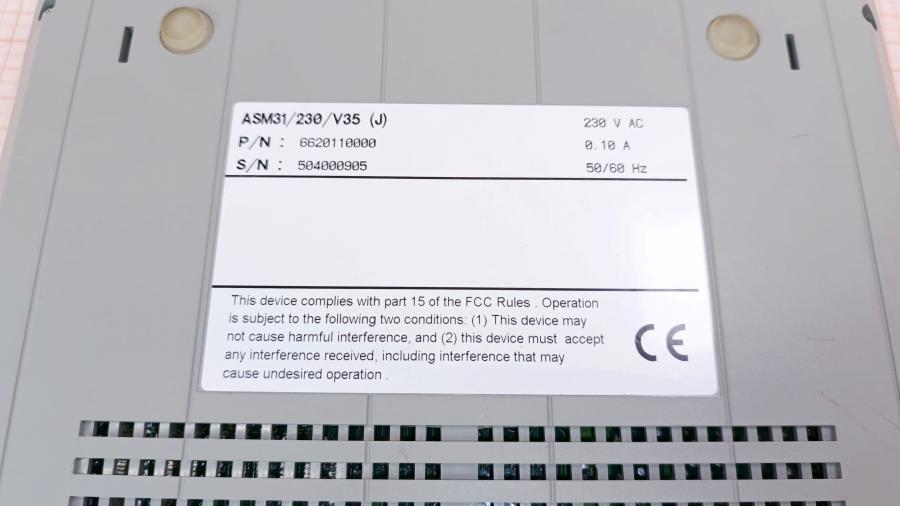 ASM31/230/V35 (J)
230 V AC
P/N : 6620110000
0.10 A
S/N : 504000905
50/60 Hz
This device complies with part 15 of the FCC Rules . Operation
is subject to the following two conditions: (1) This device may
not cause harmful interference, and (2) this device must accept
any interference received, including interference that may
cause undesired operation .
CE